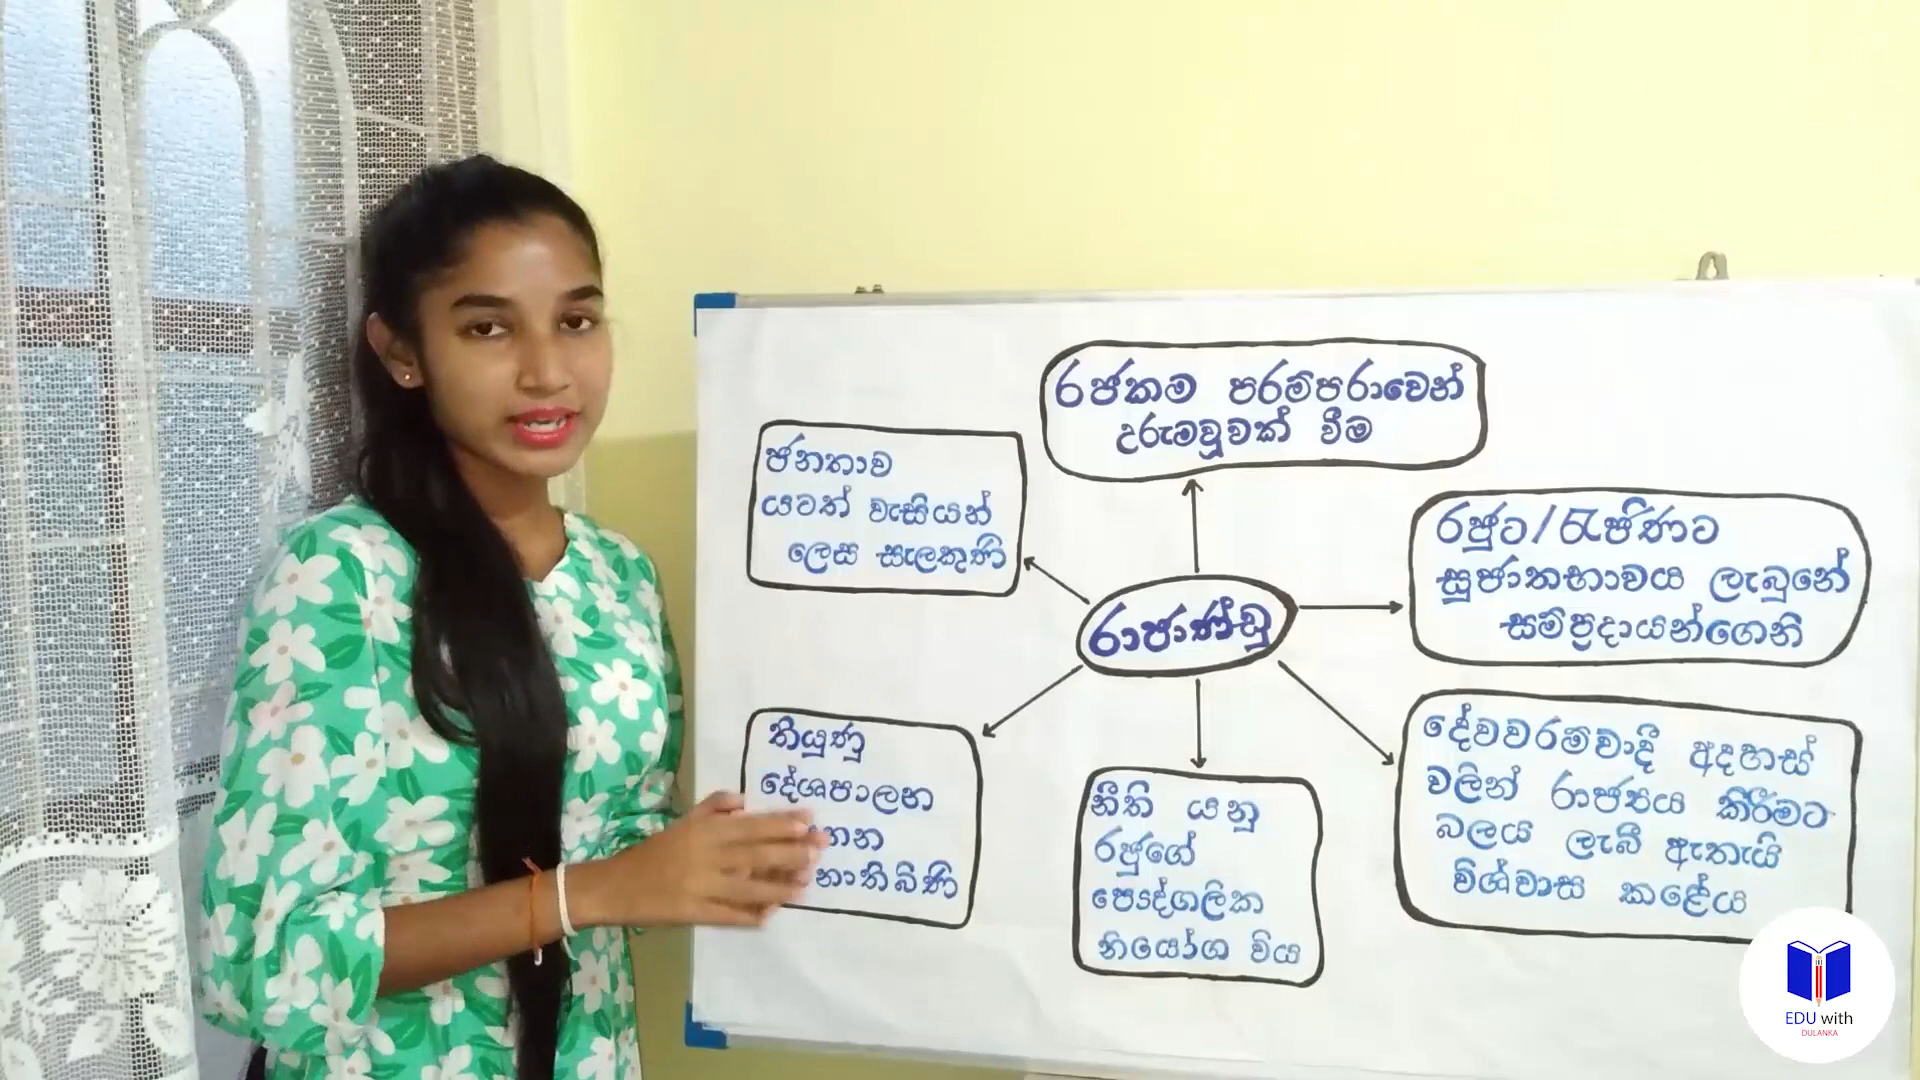 රජකම පරම්පරාවෙන්
උරුමවූවක් වීම
ජනතාව
යටත් වැසියන්
ලෙස සැලකුණි
රජුට/රැජිණට
සුජාතභාවය ලැබුනේ
සම්ප්‍රදායන්ගෙනි
රාජාණ්ඩු
තියුණු
දේශපාලන
නොතිබිණි
නීති යනු
රජුගේ
පෞද්ගලික
නියෝග විය
දේවවරම්වාදී අදහස්
වලින් රාජ්‍යය කිරීමට
බලය ලැබී ඇතැයි
විශ්වාස කළේය
EDU with
DULANKA